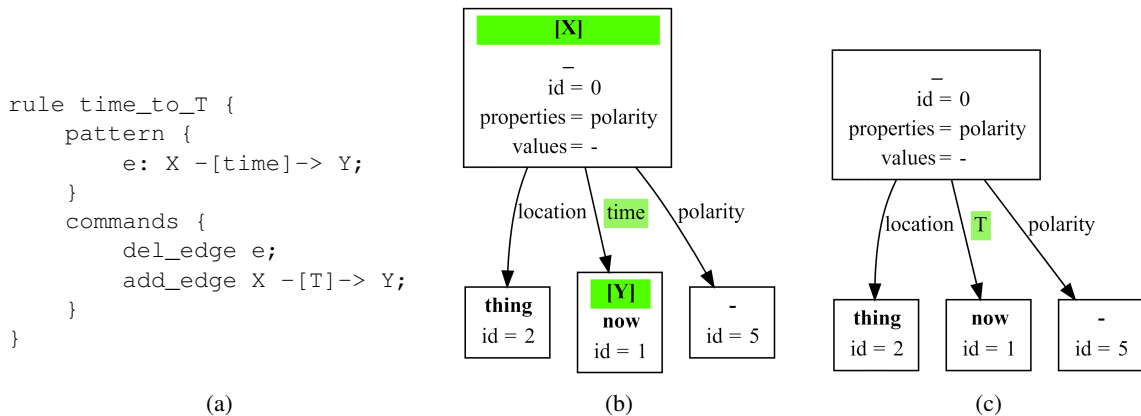 rule time_to_T {
pattern {
e: X -[time]-> Y;
}
commands {
del_edge e;
add_edge X -[T]-> Y;
}
}
(a)
[X]
_
id = 0
properties = polarity
values = -
location
time
polarity
thing
id = 2
[Y]
now
id = 1
-
id = 5
(b)
_
id = 0
properties = polarity
values = -
location
T
polarity
thing
id = 2
now
id = 1
-
id = 5
(c)